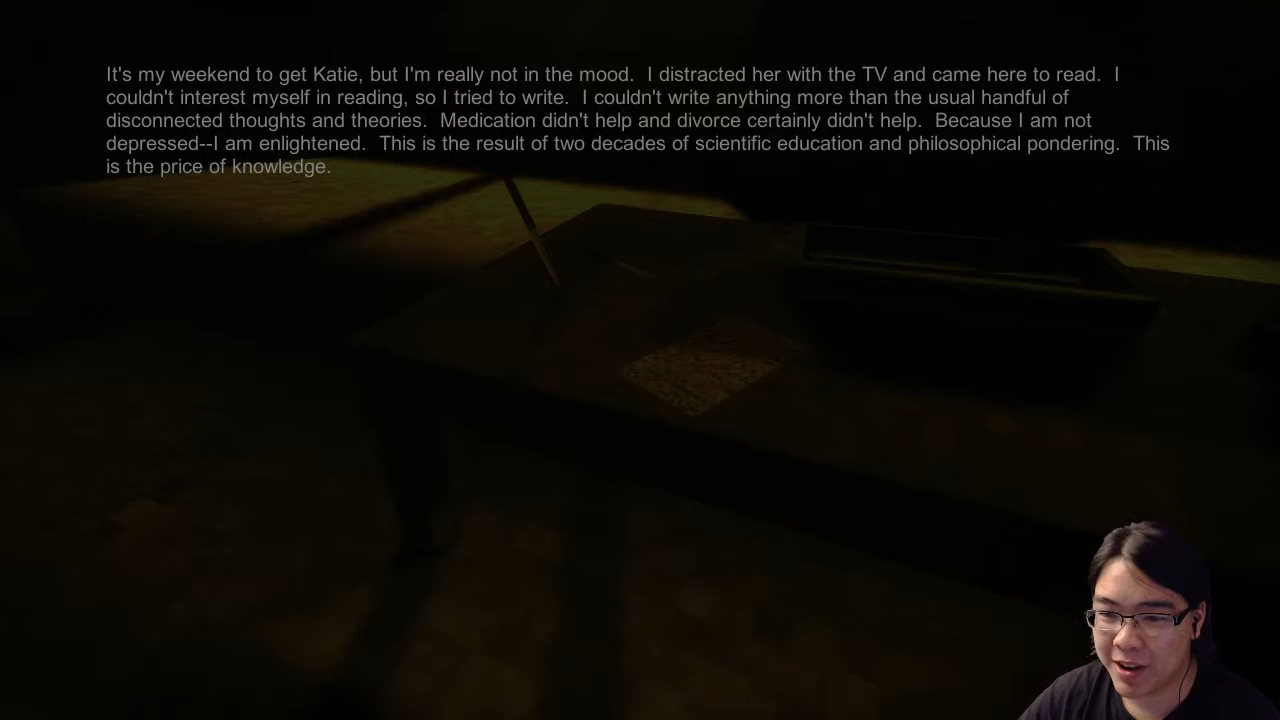 It's my weekend to get Katie, but I'm really not in the mood.  I distracted her with the TV and came here to read.  I
couldn't interest myself in reading, so I tried to write.  I couldn't write anything more than the usual handful of
disconnected thoughts and theories.  Medication didn't help and divorce certainly didn't help.  Because I am not
depressed--I am enlightened.  This is the result of two decades of scientific education and philosophical pondering.  This
is the price of knowledge.